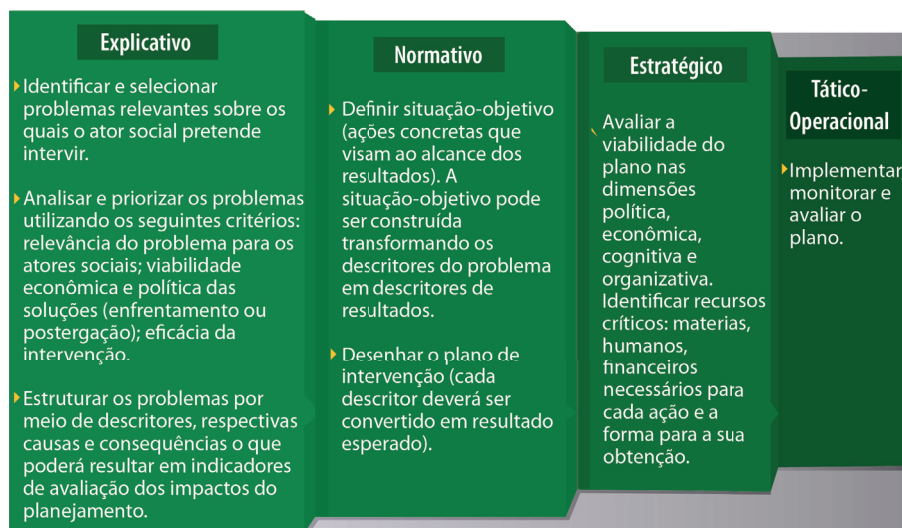 Explicativo
Identificar e selecionar
problemas relevantes sobre os
quais o ator social pretende
intervir.
Analisar e priorizar os problemas
utilizando os seguintes critérios:
relevância do problema para os
atores sociais; viabilidade
econômica e política das
soluções (enfrentamento ou
postergação); eficácia da
intervenção.
Estruturar os problemas por
meio de descritores, respectivas
causas e consequências o que
poderá resultar em indicadores
de avaliação dos impactos do
planejamento.
Normativo
Definir situação-objetivo
(ações concretas que
visam ao alcance dos
resultados). A
situação-objetivo pode
ser construída
transformando os
descritores do problema
em descritores de
resultados.
Desenhar o plano de
intervenção (cada
descritor deverá ser
convertido em resultado
esperado).
Estratégico
Avaliar a
viabilidade do
plano nas
dimensões
política,
econômica,
cognitiva e
organizativa.
Identificar recursos
críticos: materias,
humanos,
financeiros
necessários para
cada ação e a
forma para a sua
obtenção.
Tático-
Operacional
Implementar,
monitorar e
avaliar o
plano.